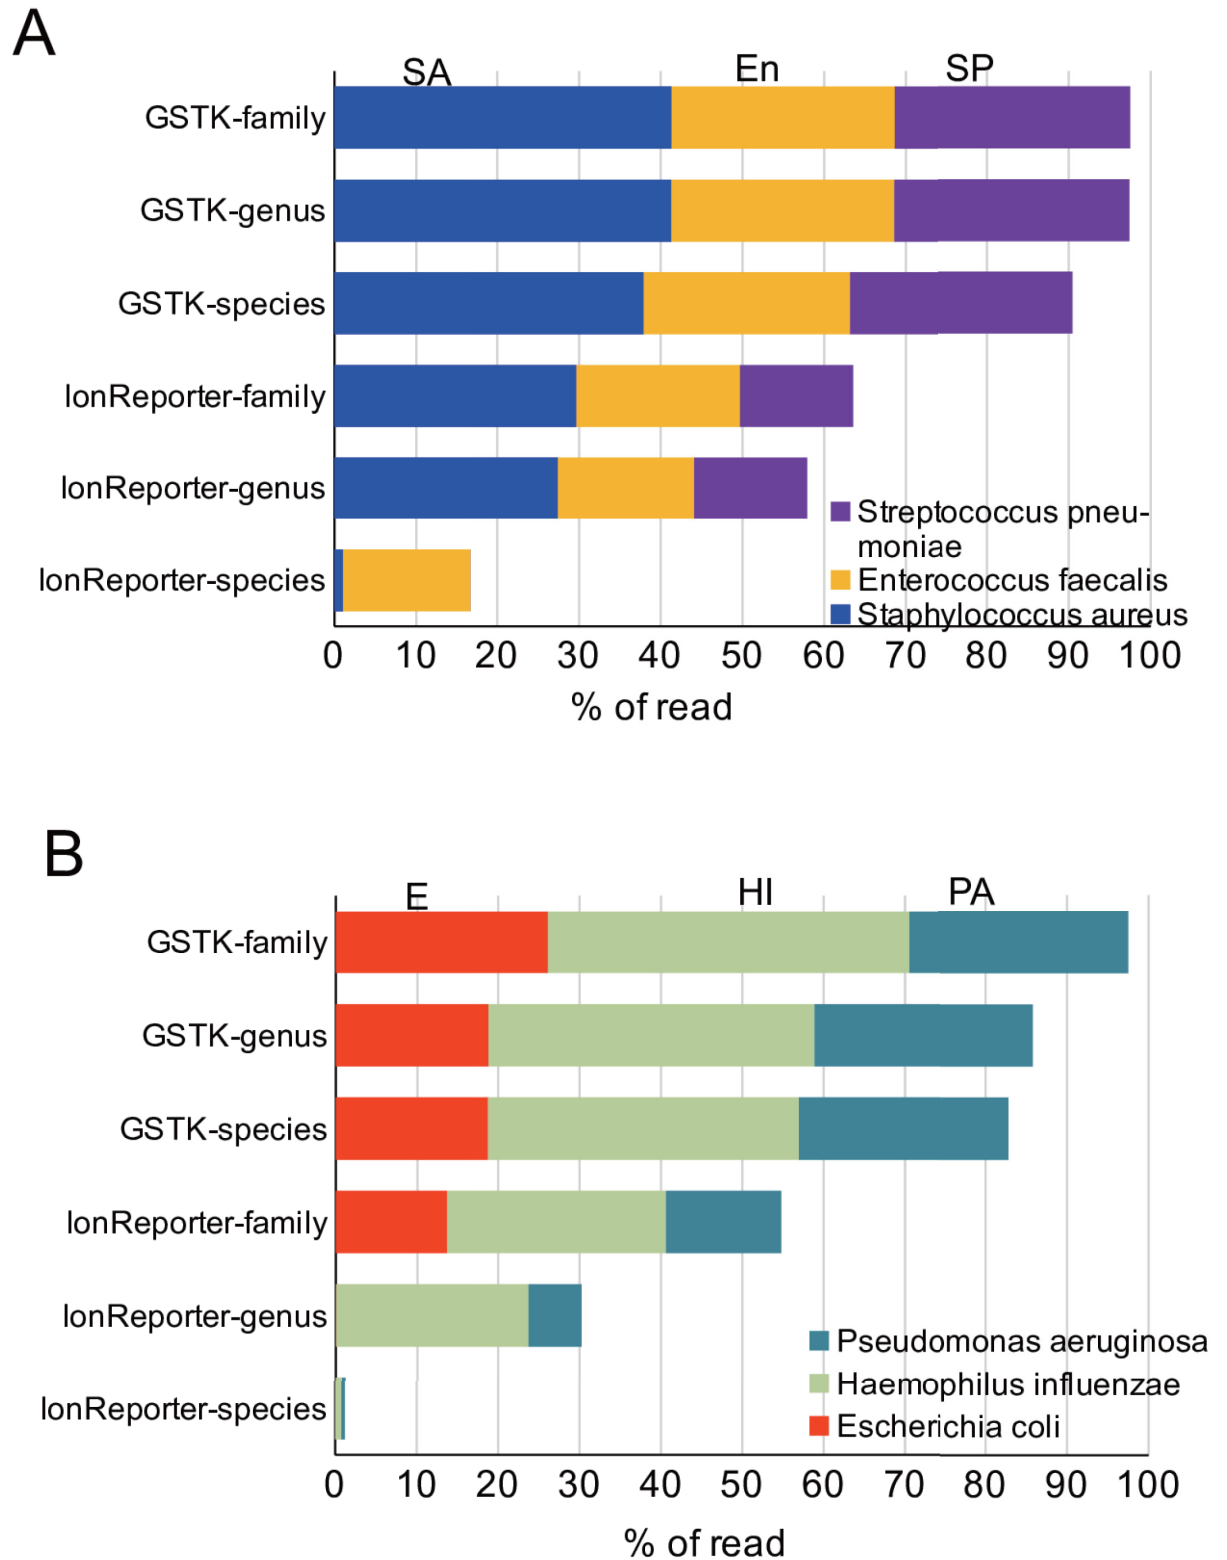 A
SA En SP
GSTK-family
GSTK-genus
GSTK-species
IonReporter-family
IonReporter-genus
IonReporter-species
Streptococcus pneu-
moniae
Enterococcus faecalis
Staphylococcus aureus
0 10 20 30 40 50 60 70 80 90 100
% of read
B
E HI PA
GSTK-family
GSTK-genus
GSTK-species
IonReporter-family
IonReporter-genus
IonReporter-species
Pseudomonas aeruginosa
Haemophilus influenzae
Escherichia coli
0 10 20 30 40 50 60 70 80 90 100
% of read